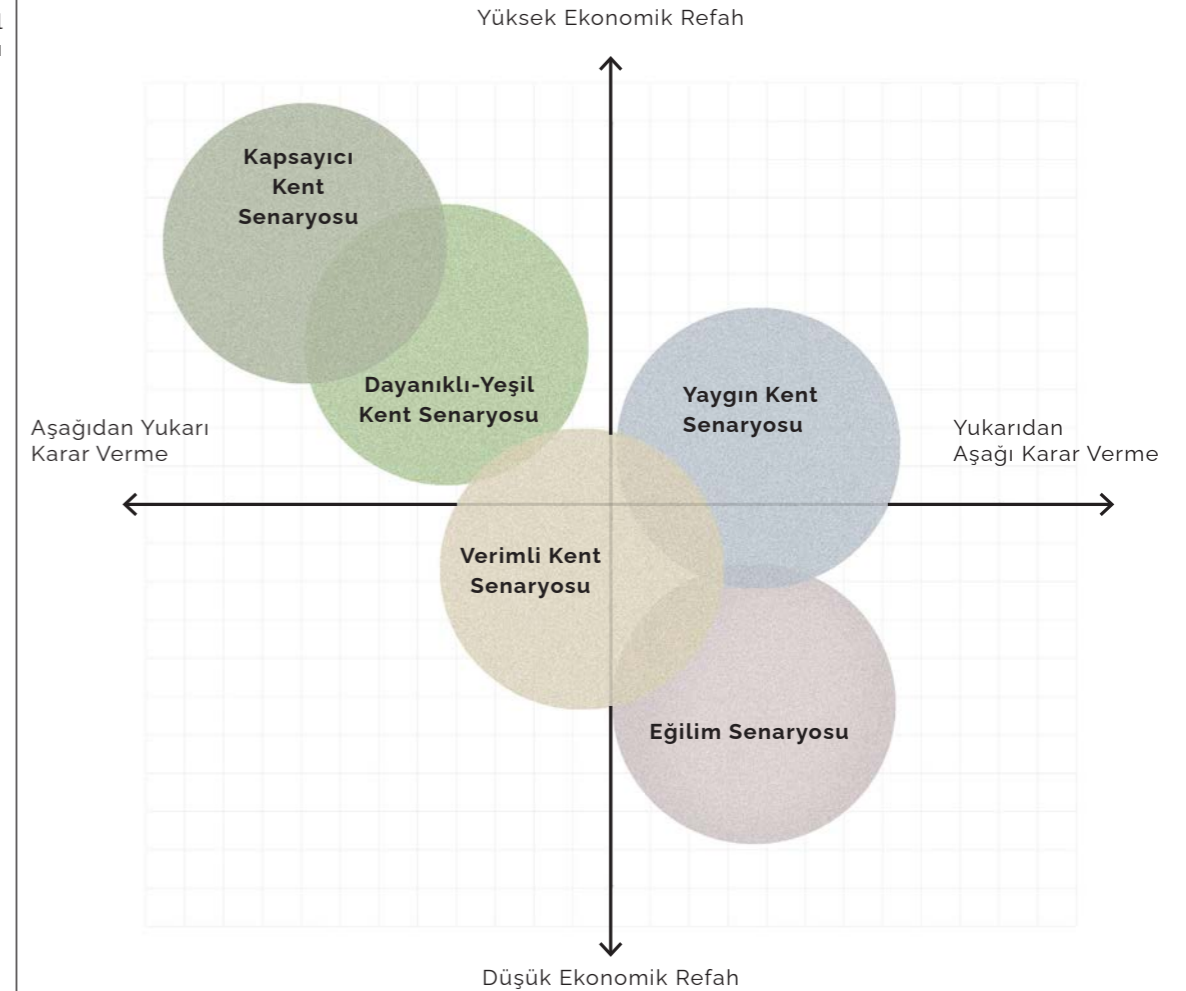 Yüksek Ekonomik Refah
Kapsayıcı
Kent
Senaryosu
Dayanıklı-Yeşil
Kent Senaryosu
Yaygın Kent
Senaryosu
Aşağıdan Yukarı
Karar Verme
Yukarıdan
Aşağı Karar Verme
Verimli Kent
Senaryosu
Eğilim Senaryosu
Düşük Ekonomik Refah